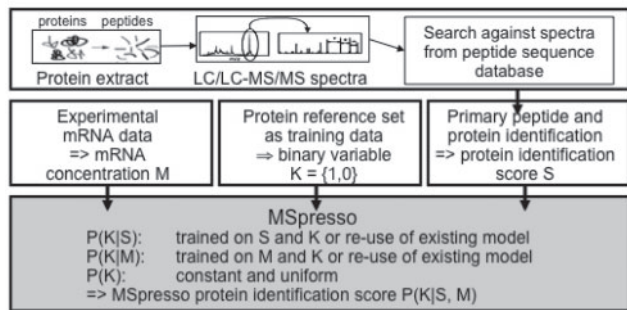 proteins peptides
Protein extract
LC/LC-MS/MS spectra
Search against spectra
from peptide sequence
database
Experimental
mRNA data
=> mRNA
concentration M
Protein reference set
as training data
⇒ binary variable
K = {1,0}
Primary peptide and
protein identification
=> protein identification
score S
MSpresso
P(K|S): trained on S and K or re-use of existing model
P(K|M): trained on M and K or re-use of existing model
P(K): constant and uniform
=> MSpresso protein identification score P(K|S, M)